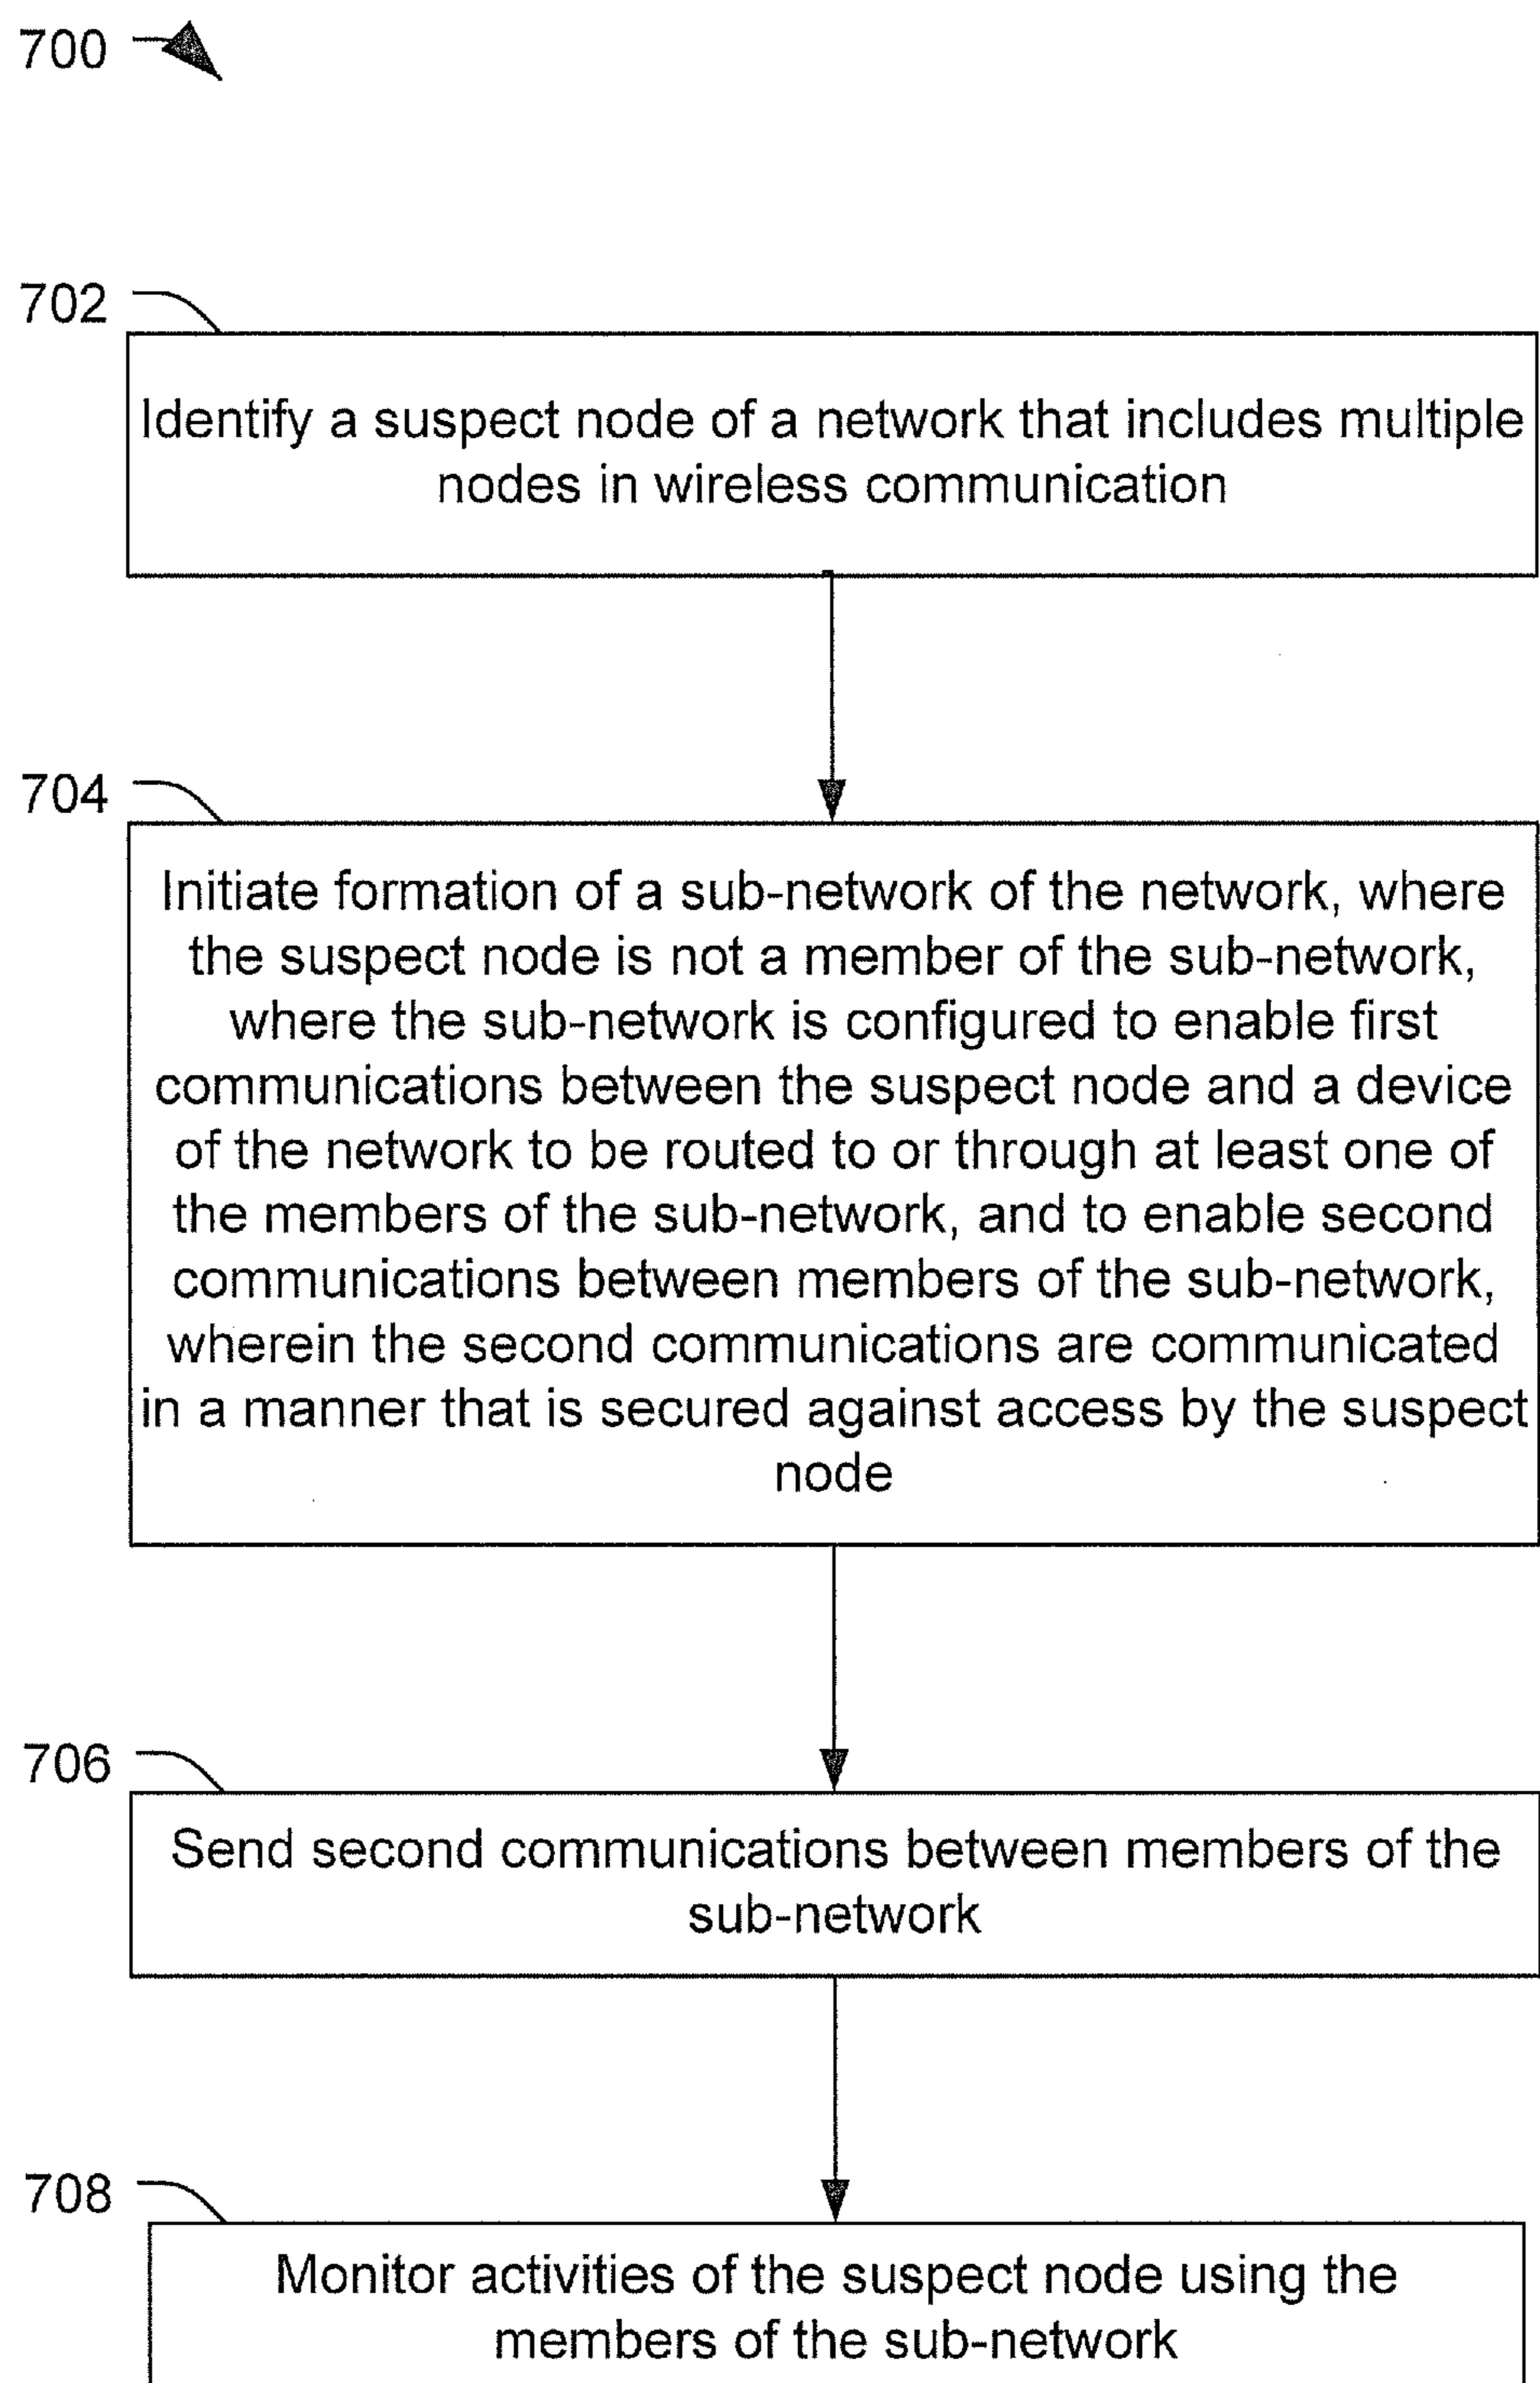 700
702
Identify a suspect node of a network that includes multiple
nodes in wireless communication
704
Initiate formation of a sub-network of the network, where
the suspect node is not a member of the sub-network,
where the sub-network is configured to enable first
communications between the suspect node and a device
of the network to be routed to or through at least one of
the members of the sub-network, and to enable second
communications between members of the sub-network,
wherein the second communications are communicated
in a manner that is secured against access by the suspect
node
706
Send second communications between members of the
sub-network
708
Monitor activities of the suspect node using the
members of the sub-network